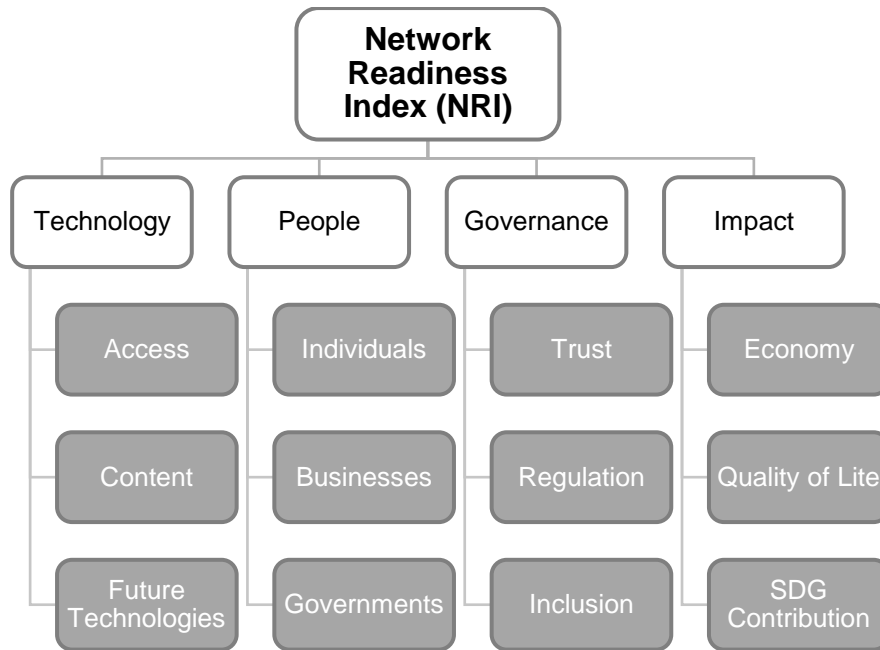 Network
Readiness
Index (NRI)
Technology
People
Governance
Impact
Access
Individuals
Trust
Economy
Content
Businesses
Regulation
Quality of Lite
Future
Technologies
Governments
Inclusion
SDG
Contribution